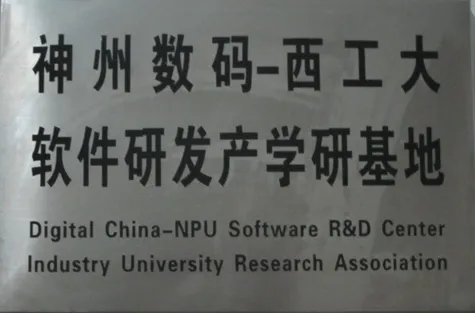 神州数码-西工大
软件研发产学研基地
Digital China-NPU Software R&D Center
Industry University Research Association